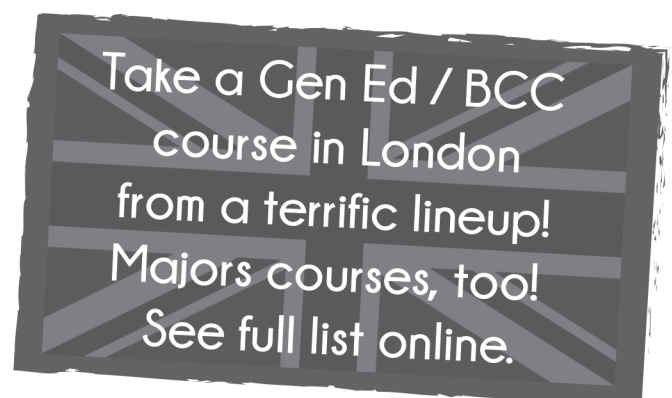 Take a Gen Ed / BCC
course in London
from a terrific lineup!
Majors courses, too!
See full list online.